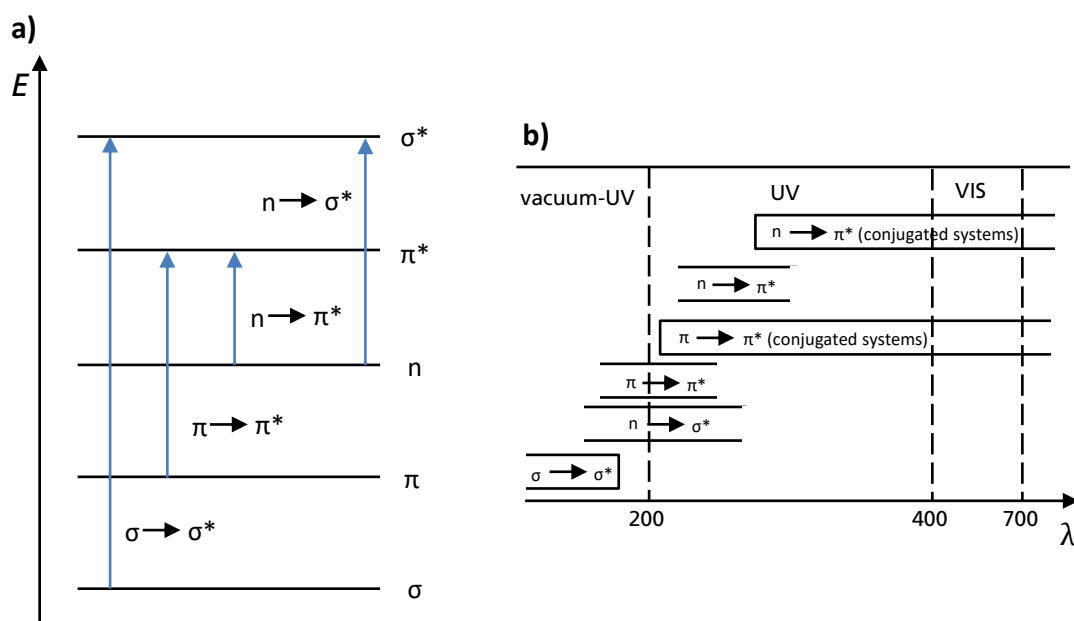 a)
E
σ*
n → σ*
π*
n → π*
n
π → π*
π
σ → σ*
σ
b)
vacuum-UV UV VIS
n → π* (conjugated systems)
n → π*
π → π* (conjugated systems)
π → π*
n → σ*
σ → σ*
200 400 700
λ